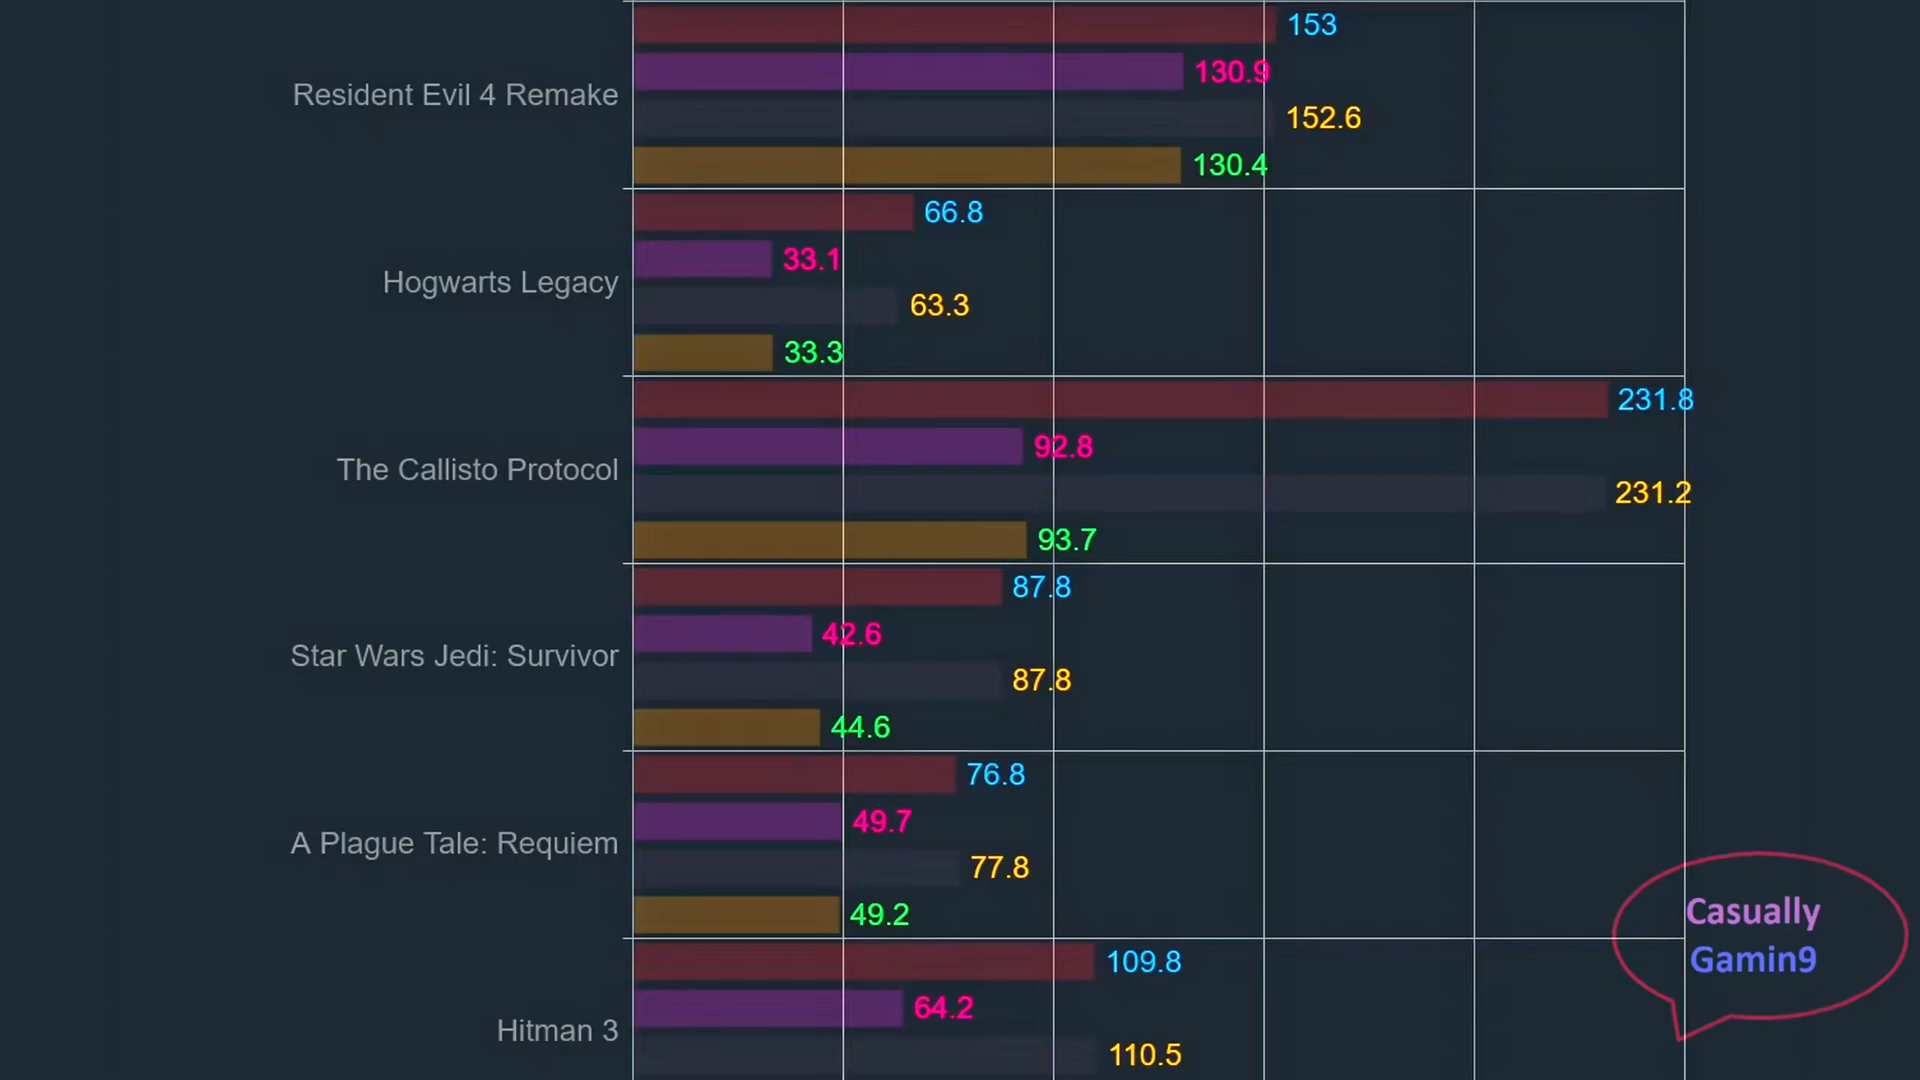 153
130.9
Resident Evil 4 Remake
152.6
130.4
66.8
33.1
Hogwarts Legacy
63.3
33.3
231.8
92.8
The Callisto Protocol
231.2
93.7
87.8
42.6
Star Wars Jedi: Survivor
87.8
44.6
76.8
49.7
A Plague Tale: Requiem
77.8
49.2
109.8
64.2
Hitman 3
110.5
Casually
Gamin9